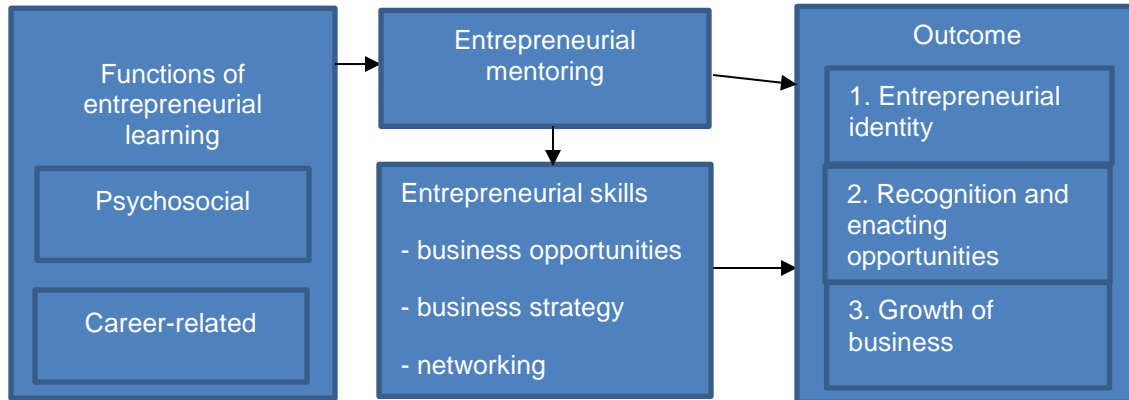 Functions of
entrepreneurial
learning
Psychosocial
Career-related
Entrepreneurial
mentoring
Entrepreneurial skills
- business opportunities
- business strategy
- networking
Outcome
1. Entrepreneurial
identity
2. Recognition and
enacting
opportunities
3. Growth of
business